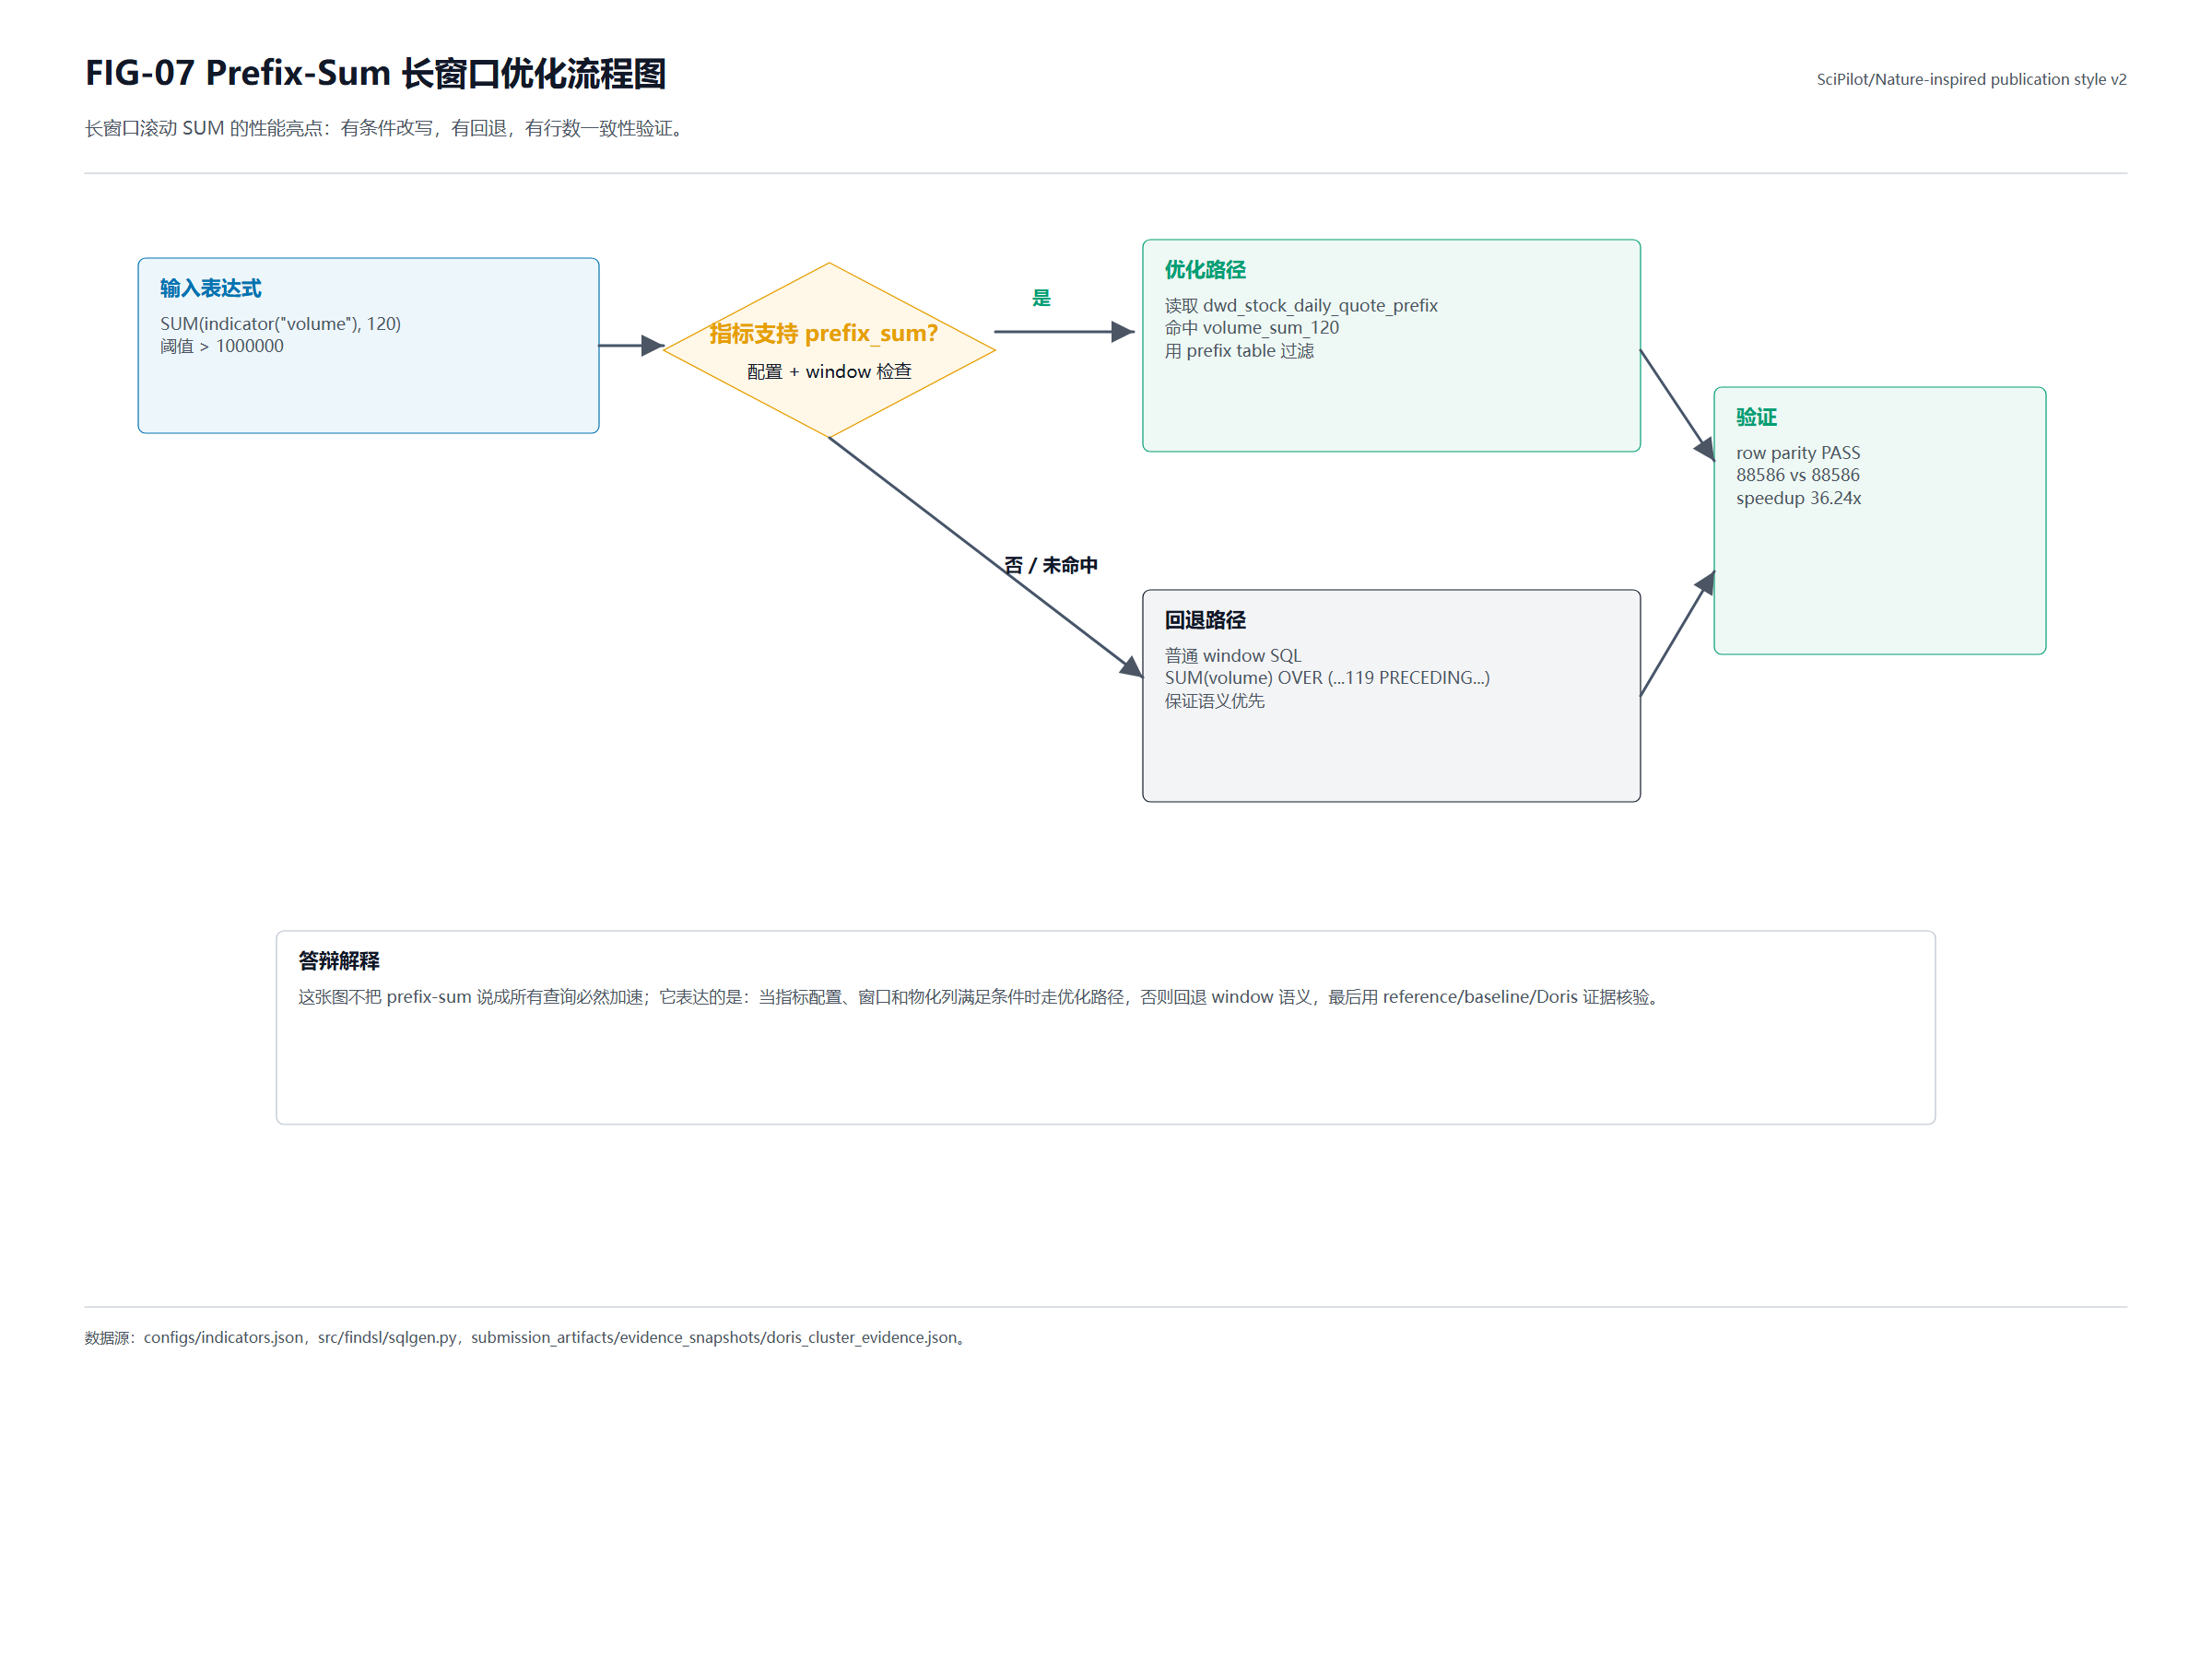 FIG-07 Prefix-Sum 长窗口优化流程图
SciPilot/Nature-inspired publication style v2
长窗口滚动 SUM 的性能亮点：有条件改写，有回退，有行数一致性验证。
输入表达式
SUM(indicator("volume"), 120)
阈值 > 1000000
指标支持 prefix_sum?
配置 + window 检查
是
优化路径
读取 dwd_stock_daily_quote_prefix
命中 volume_sum_120
用 prefix table 过滤
验证
row parity PASS
88586 vs 88586
speedup 36.24x
否 / 未命中
回退路径
普通 window SQL
SUM(volume) OVER (...119 PRECEDING...)
保证语义优先
答辩解释
这张图不把 prefix-sum 说成所有查询必然加速；它表达的是：当指标配置、窗口和物化列满足条件时走优化路径，否则回退 window 语义，最后用 reference/baseline/Doris 证据核验。
数据源：configs/indicators.json，src/findsl/sqlgen.py，submission_artifacts/evidence_snapshots/doris_cluster_evidence.json。